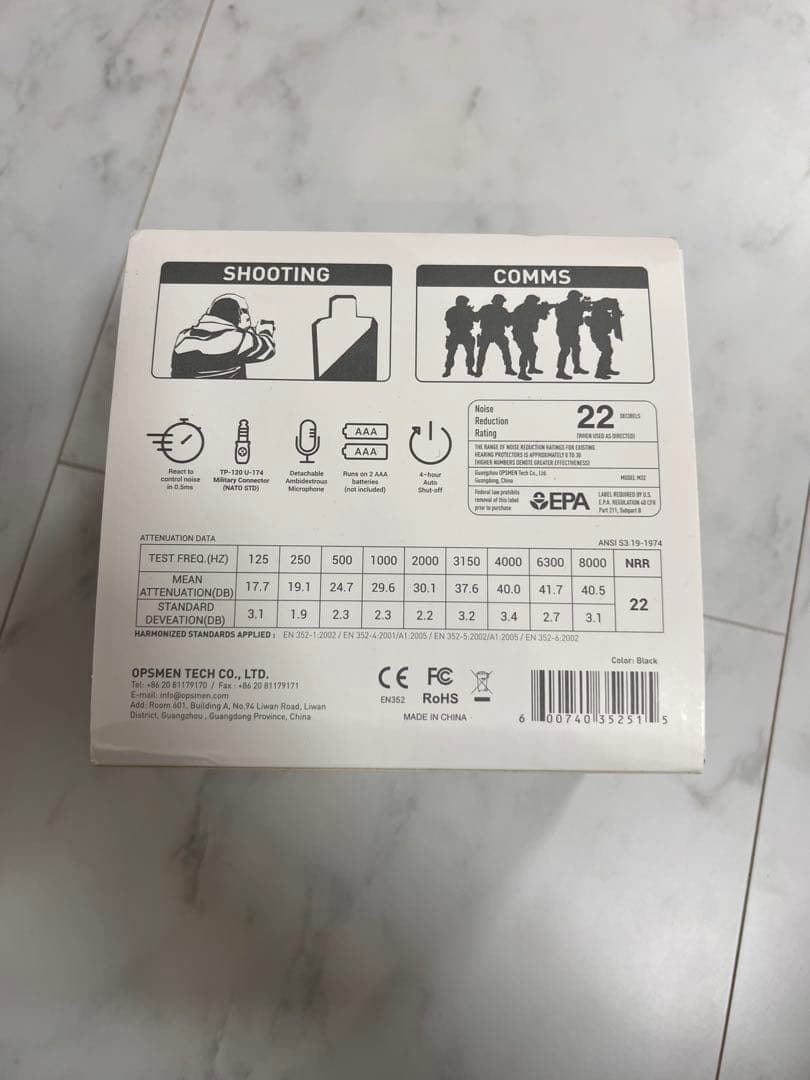 SHOOTING
COMMS
React to
control noise
in 0.5ms
TP-120 U-174
Military Connector
(NATO STD)
Detachable
Ambidextrous
Microphone
AAA
AAA
Runs on 2 AAA
batteries
(not included)
4-hour
Auto
Shut-off
Noise
Reduction
Rating
22 DECIBELS
(WHEN USED AS DIRECTED)
THE RANGE OF NOISE REDUCTION RATINGS FOR EXISTING
HEARING PROTECTORS IS APPROXIMATELY 0 TO 30
(HIGHER NUMBERS DENOTE GREATER EFFECTIVENESS)
Guangzhou OPSMEN Tech Co., Ltd.
Guangdong, China
MODEL M32
Federal law prohibits
removal of this label
prior to purchase
EPA
LABEL REQUIRED BY U.S.
E.P.A. REGULATION 40 CFR
Part 211, Subpart B
ATTENUATION DATA
ANSI S3.19-1974
TEST FREQ.(HZ) 125 250 500 1000 2000 3150 4000 6300 8000 NRR
MEAN
ATTENUATION(DB) 17.7 19.1 24.7 29.6 30.1 37.6 40.0 41.7 40.5
22
STANDARD
DEVEATION(DB) 3.1 1.9 2.3 2.3 2.2 3.2 3.4 2.7 3.1
HARMONIZED STANDARDS APPLIED : EN 352-1:2002 / EN 352-4:2001/A1:2005 / EN 352-5:2002/A1:2005 / EN 352-6:2002
OPSMEN TECH CO., LTD.
Tel: +86 20 81179170 / Fax : +86 20 81179171
E-mail: info@opsmen.com
Add: Room 601, Building A, No.94 Liwan Road, Liwan
District, Guangzhou , Guangdong Province, China
CE
EN352
FC
RoHS
MADE IN CHINA
Color: Black
6 00740 35251 5